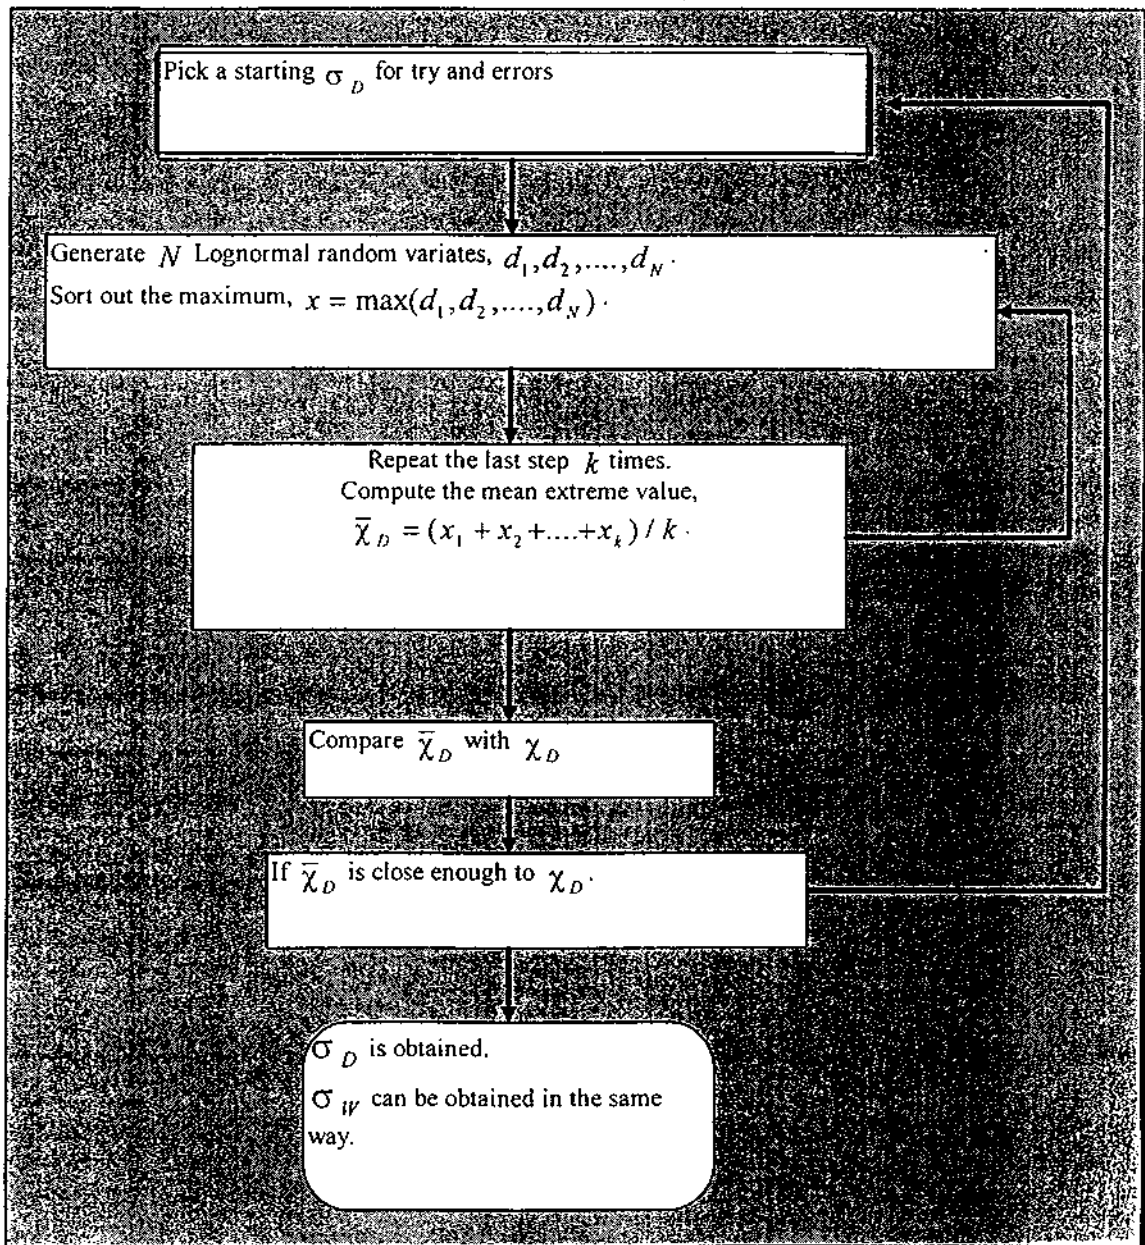 Pick a starting σ_D for try and errors
Generate N Lognormal random variates, d_1,d_2,....,d_N.
Sort out the maximum, x = max(d_1,d_2,....,d_N).
Repeat the last step k times.
Compute the mean extreme value,
χ̄_D = (x_1 + x_2+....+x_k) / k.
Compare χ̄_D with χ_D
If χ̄_D is close enough to χ_D.
σ_D is obtained,
σ_W can be obtained in the same
way.